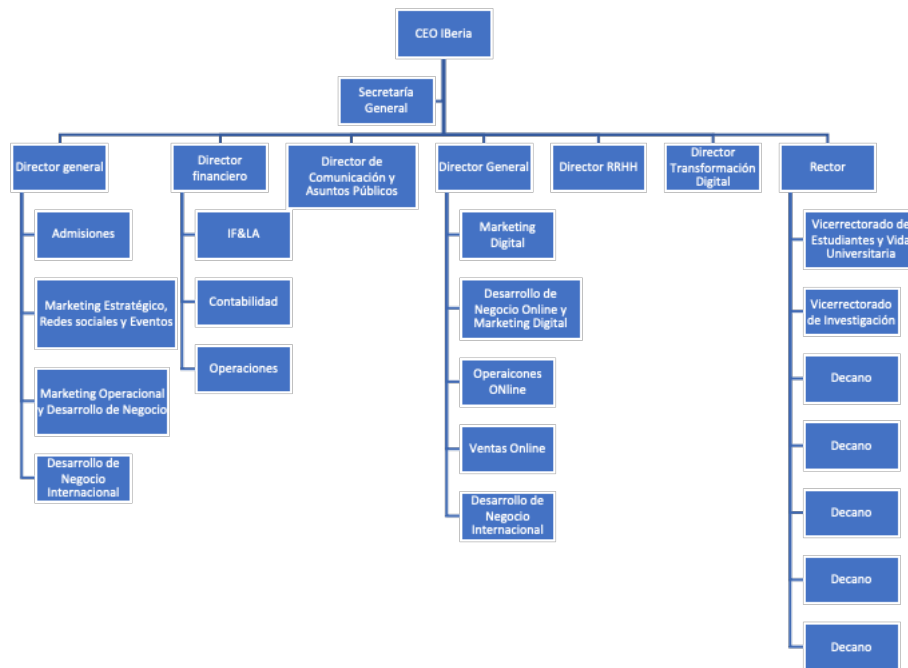 CEO IBeria
Secretaría
General
Director general
Director
financiero
Director de
Comunicación y
Asuntos Públicos
Director General
Director RRHH
Director
Transformación
Digital
Rector
Admisiones
Marketing Estratégico,
Redes sociales y Eventos
Marketing Operacional
y Desarrollo de Negocio
Desarrollo de
Negocio
Internacional
IF&LA
Contabilidad
Operaciones
Marketing
Digital
Desarrollo de
Negocio Online y
Marketing Digital
Operaicones
ONline
Ventas Online
Desarrollo de
Negocio
Internacional
Vicerrectorado de
Estudiantes y Vida
Universitaria
Vicerrectorado
de Investigación
Decano
Decano
Decano
Decano
Decano